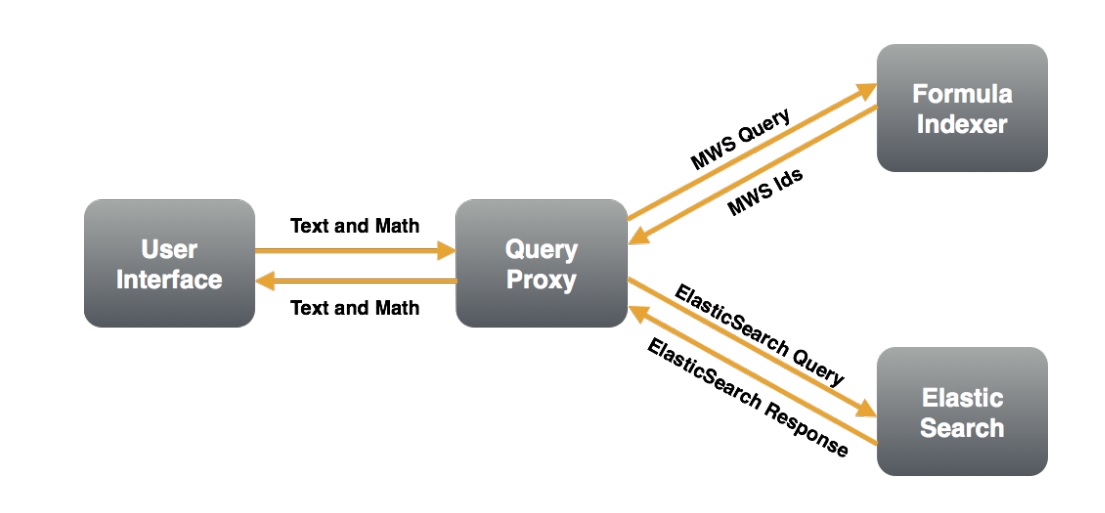 Formula
Indexer
MWS Query
MWS Ids
User
Interface
Text and Math
Text and Math
Query
Proxy
ElasticSearch Query
ElasticSearch Response
Elastic
Search